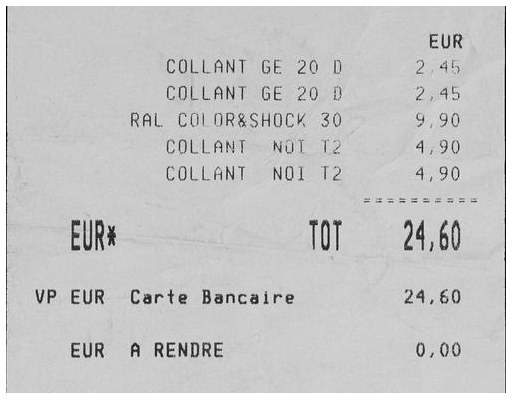 EUR
COLLANT GE 20 D 2,45
COLLANT GE 20 D 2,45
RAL COLOR&SHOCK 30 9,90
COLLANT NOI T2 4,90
COLLANT NOI T2 4,90
==========
EUR* TOT 24,60
VP EUR Carte Bancaire 24,60
EUR A RENDRE 0,00